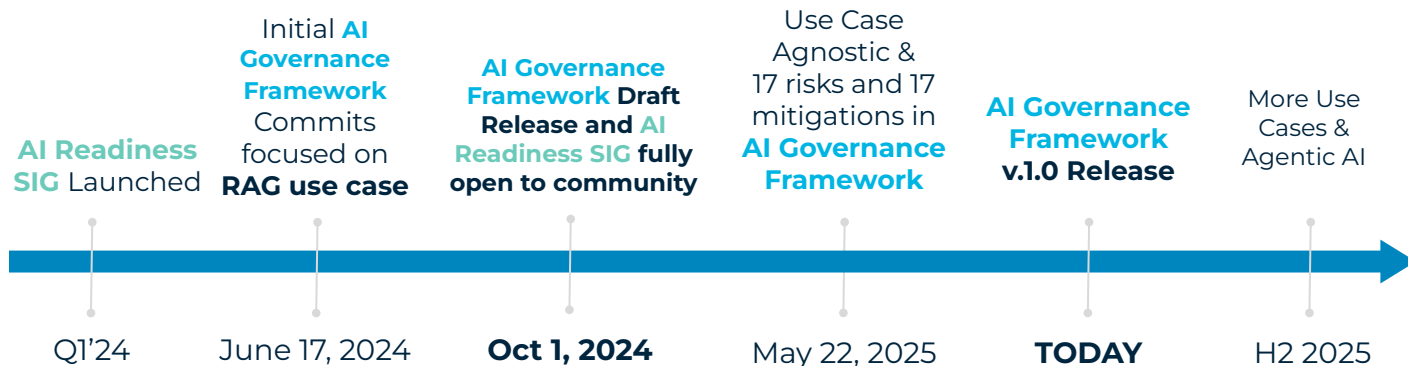 AI Readiness
SIG Launched
Initial AI
Governance
Framework
Commits
focused on
RAG use case
AI Governance
Framework Draft
Release and AI
Readiness SIG fully
open to community
Use Case
Agnostic &
17 risks and 17
mitigations in
AI Governance
Framework
AI Governance
Framework
v.1.0 Release
More Use
Cases &
Agentic AI
Q1’24
June 17, 2024
Oct 1, 2024
May 22, 2025
TODAY
H2 2025